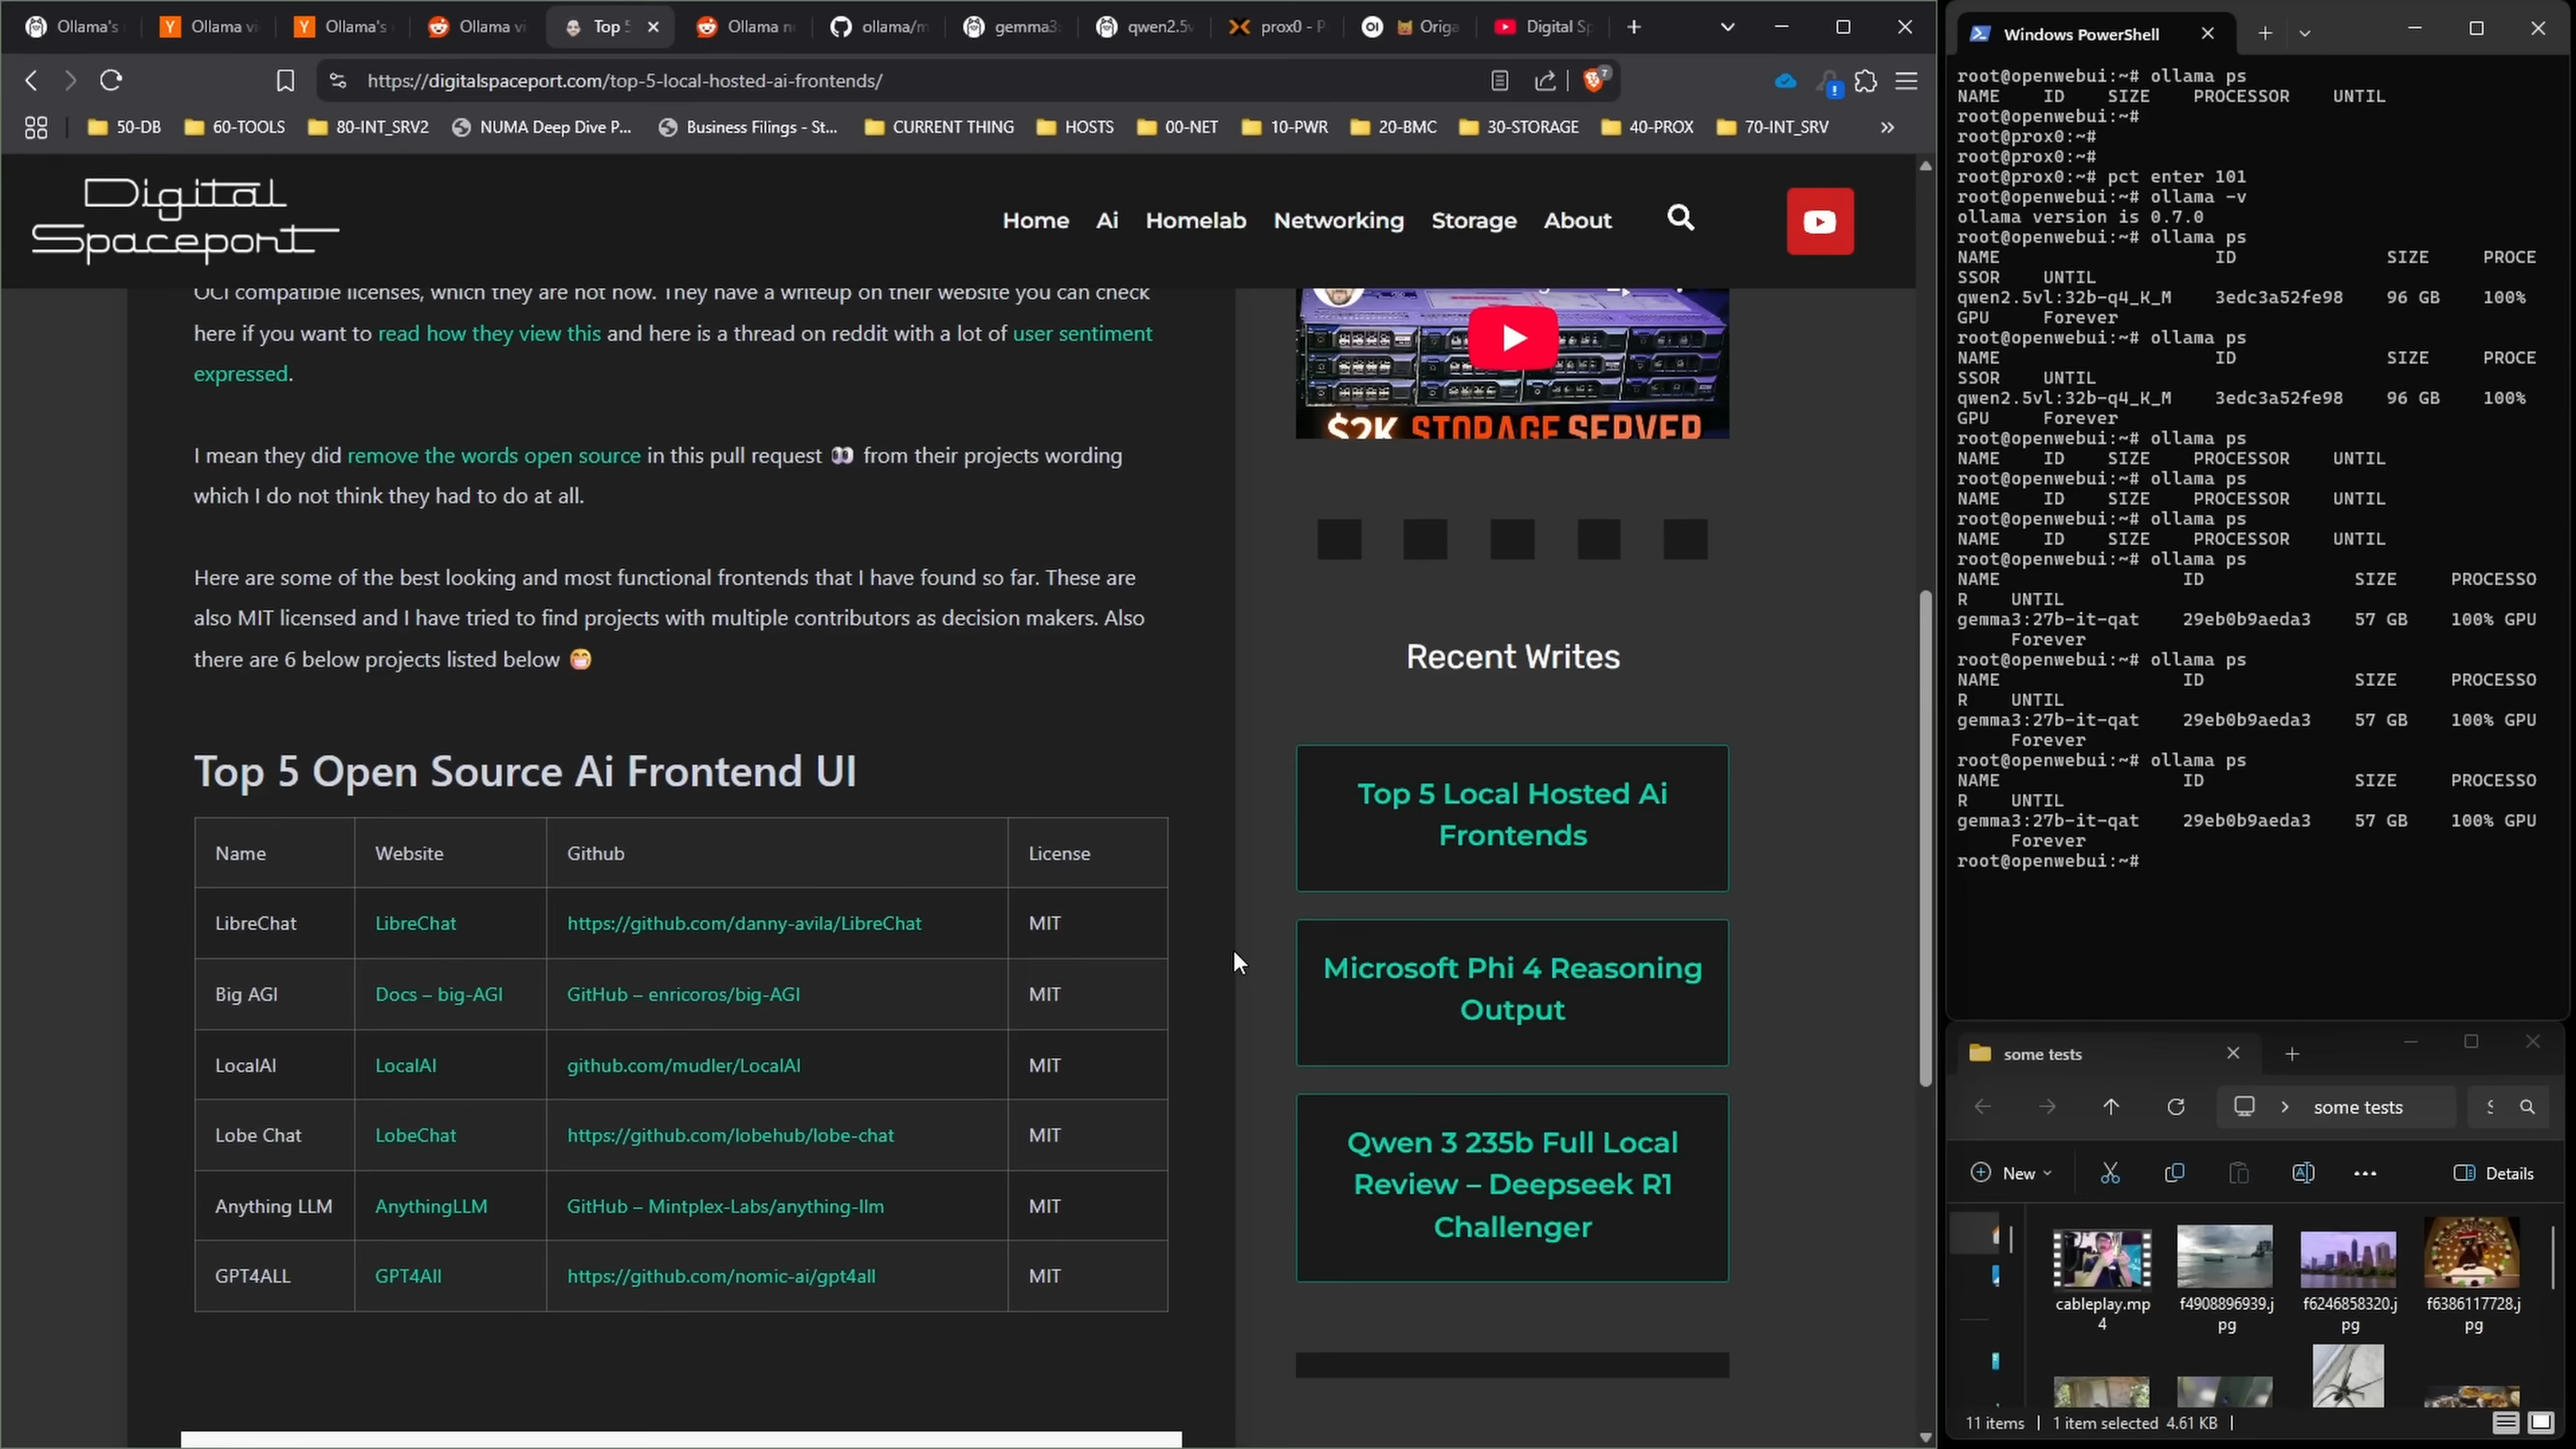 Ollama's
Ollama vi
Ollama's
Ollama vi
Top 5
Ollama n
ollama/m
gemma3:
qwen2.5v
prox0 - P
Origa
Digital Sp
https://digitalspaceport.com/top-5-local-hosted-ai-frontends/
7
50-DB
60-TOOLS
80-INT_SRV2
NUMA Deep Dive P...
Business Filings - St...
CURRENT THING
HOSTS
00-NET
10-PWR
20-BMC
30-STORAGE
40-PROX
70-INT_SRV
»
Digital
Spaceport
Home Ai Homelab Networking Storage About
OCI compatible licenses, which they are not now. They have a writeup on their website you can check
here if you want to read how they view this and here is a thread on reddit with a lot of user sentiment
expressed.
I mean they did remove the words open source in this pull request 👀 from their projects wording
which I do not think they had to do at all.
Here are some of the best looking and most functional frontends that I have found so far. These are
also MIT licensed and I have tried to find projects with multiple contributors as decision makers. Also
there are 6 below projects listed below 😁
Top 5 Open Source Ai Frontend UI
Name Website Github License
LibreChat LibreChat https://github.com/danny-avila/LibreChat MIT
Big AGI Docs – big-AGI GitHub – enricoros/big-AGI MIT
LocalAI LocalAI github.com/mudler/LocalAI MIT
Lobe Chat LobeChat https://github.com/lobehub/lobe-chat MIT
Anything LLM AnythingLLM GitHub – Mintplex-Labs/anything-llm MIT
GPT4ALL GPT4All https://github.com/nomic-ai/gpt4all MIT
$2K STORAGE SERVER
Recent Writes
Top 5 Local Hosted Ai
Frontends
Microsoft Phi 4 Reasoning
Output
Qwen 3 235b Full Local
Review – Deepseek R1
Challenger
Windows PowerShell
root@openwebui:~# ollama ps
NAME ID SIZE PROCESSOR UNTIL
root@openwebui:~#
root@prox0:~#
root@prox0:~#
root@prox0:~# pct enter 101
root@openwebui:~# ollama -v
ollama version is 0.7.0
root@openwebui:~# ollama ps
NAME ID SIZE PROCE
SSOR UNTIL
qwen2.5vl:32b-q4_K_M 3edc3a52fe98 96 GB 100%
GPU Forever
root@openwebui:~# ollama ps
NAME ID SIZE PROCE
SSOR UNTIL
qwen2.5vl:32b-q4_K_M 3edc3a52fe98 96 GB 100%
GPU Forever
root@openwebui:~# ollama ps
NAME ID SIZE PROCESSOR UNTIL
root@openwebui:~# ollama ps
NAME ID SIZE PROCESSOR UNTIL
root@openwebui:~# ollama ps
NAME ID SIZE PROCESSOR UNTIL
root@openwebui:~# ollama ps
NAME ID SIZE PROCESSO
R UNTIL
gemma3:27b-it-qat 29eb0b9aeda3 57 GB 100% GPU
Forever
root@openwebui:~# ollama ps
NAME ID SIZE PROCESSO
R UNTIL
gemma3:27b-it-qat 29eb0b9aeda3 57 GB 100% GPU
Forever
root@openwebui:~# ollama ps
NAME ID SIZE PROCESSO
R UNTIL
gemma3:27b-it-qat 29eb0b9aeda3 57 GB 100% GPU
Forever
root@openwebui:~#
some tests
some tests
New
Details
cableplay.mp
4
f4908896939.j
pg
f6246858320.j
pg
f6386117728.j
pg
11 items 1 item selected 4.61 KB